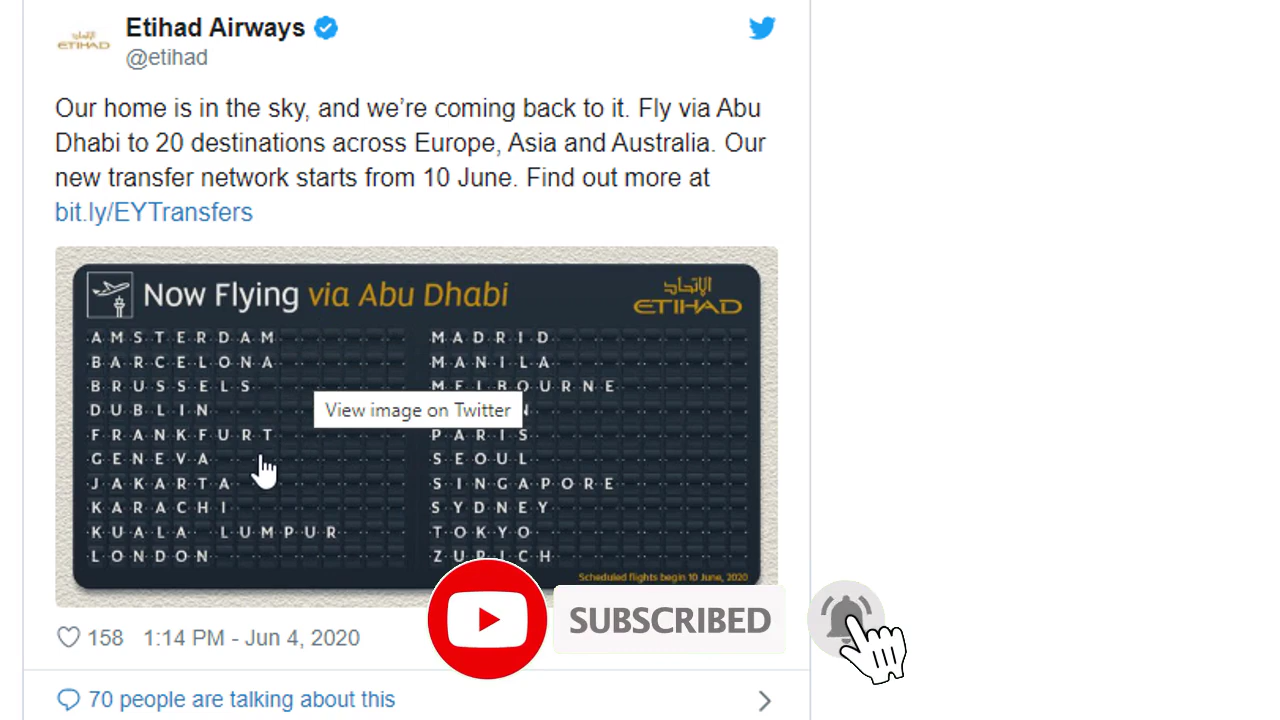 Etihad Airways
الإتحاد
ETIHAD
@etihad
Our home is in the sky, and we’re coming back to it. Fly via Abu
Dhabi to 20 destinations across Europe, Asia and Australia. Our
new transfer network starts from 10 June. Find out more at
bit.ly/EYTransfers
Now Flying via Abu Dhabi
الإتحاد
ETIHAD
AMSTERDAM
BARCELONA
BRUSSELS
DUBLIN
FRANKFURT
GENEVA
JAKARTA
KARACHI
KUALA LUMPUR
LONDON
MADRID
MANILA
MELBOURNE
View image on Twitter
PARIS
SEOUL
SINGAPORE
SYDNEY
TOKYO
ZURICH
Scheduled flights begin 10 June, 2020
SUBSCRIBED
158 1:14 PM - Jun 4, 2020
70 people are talking about this